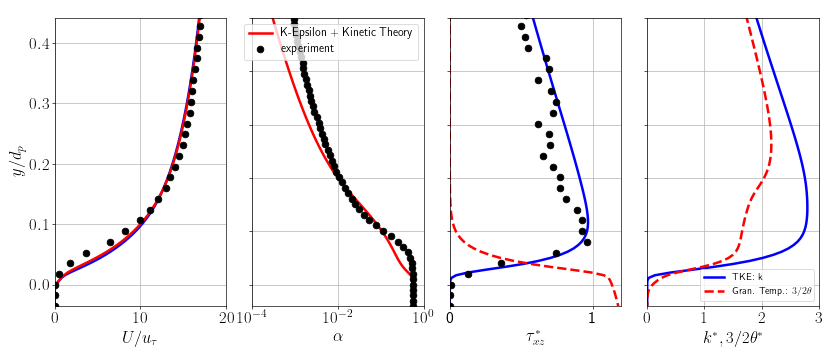 K-Epsilon + Kinetic Theory
experiment
TKE: k
Gran. Temp.: 3/2θ
y/d_p
0.4
0.3
0.2
0.1
0.0
0 10 20
10^−4 10^−2 10^0
0 1
0 1 2 3
U/u_τ
α
τ*_xz
k*, 3/2θ*